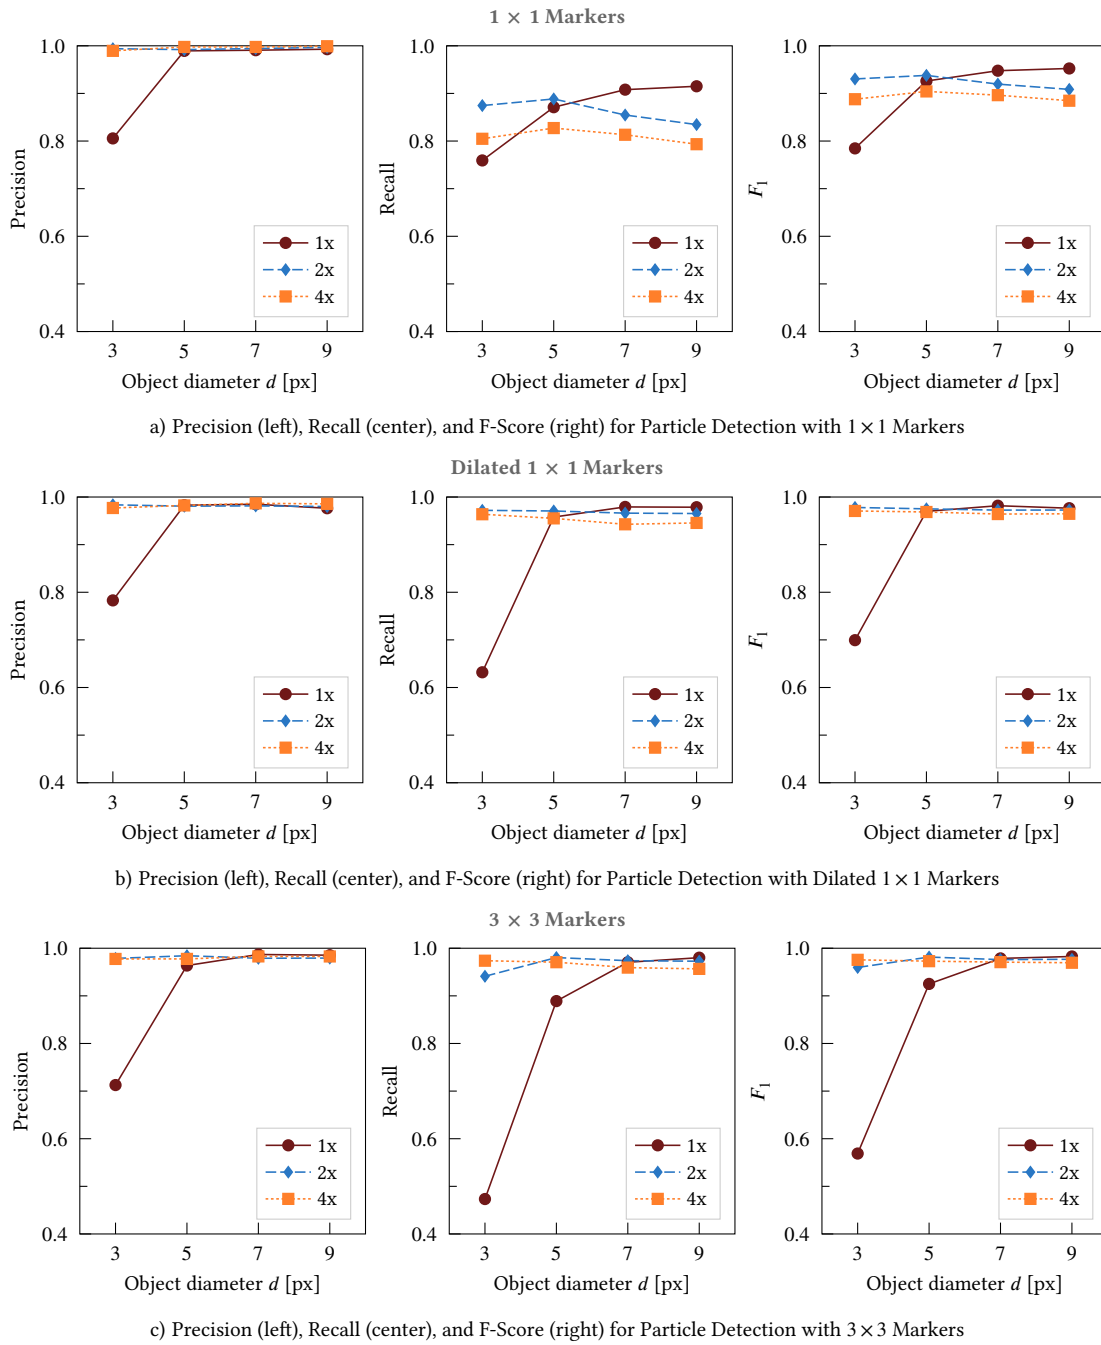 1 × 1 Markers
1.0
0.8
0.6
0.4
Precision
3 5 7 9
Object diameter d [px]
1x
2x
4x
1.0
0.8
0.6
0.4
Recall
3 5 7 9
Object diameter d [px]
1x
2x
4x
1.0
0.8
0.6
0.4
F1
3 5 7 9
Object diameter d [px]
1x
2x
4x
a) Precision (left), Recall (center), and F-Score (right) for Particle Detection with 1×1 Markers
Dilated 1 × 1 Markers
1.0
0.8
0.6
0.4
Precision
3 5 7 9
Object diameter d [px]
1x
2x
4x
1.0
0.8
0.6
0.4
Recall
3 5 7 9
Object diameter d [px]
1x
2x
4x
1.0
0.8
0.6
0.4
F1
3 5 7 9
Object diameter d [px]
1x
2x
4x
b) Precision (left), Recall (center), and F-Score (right) for Particle Detection with Dilated 1×1 Markers
3 × 3 Markers
1.0
0.8
0.6
0.4
Precision
3 5 7 9
Object diameter d [px]
1x
2x
4x
1.0
0.8
0.6
0.4
Recall
3 5 7 9
Object diameter d [px]
1x
2x
4x
1.0
0.8
0.6
0.4
F1
3 5 7 9
Object diameter d [px]
1x
2x
4x
c) Precision (left), Recall (center), and F-Score (right) for Particle Detection with 3×3 Markers